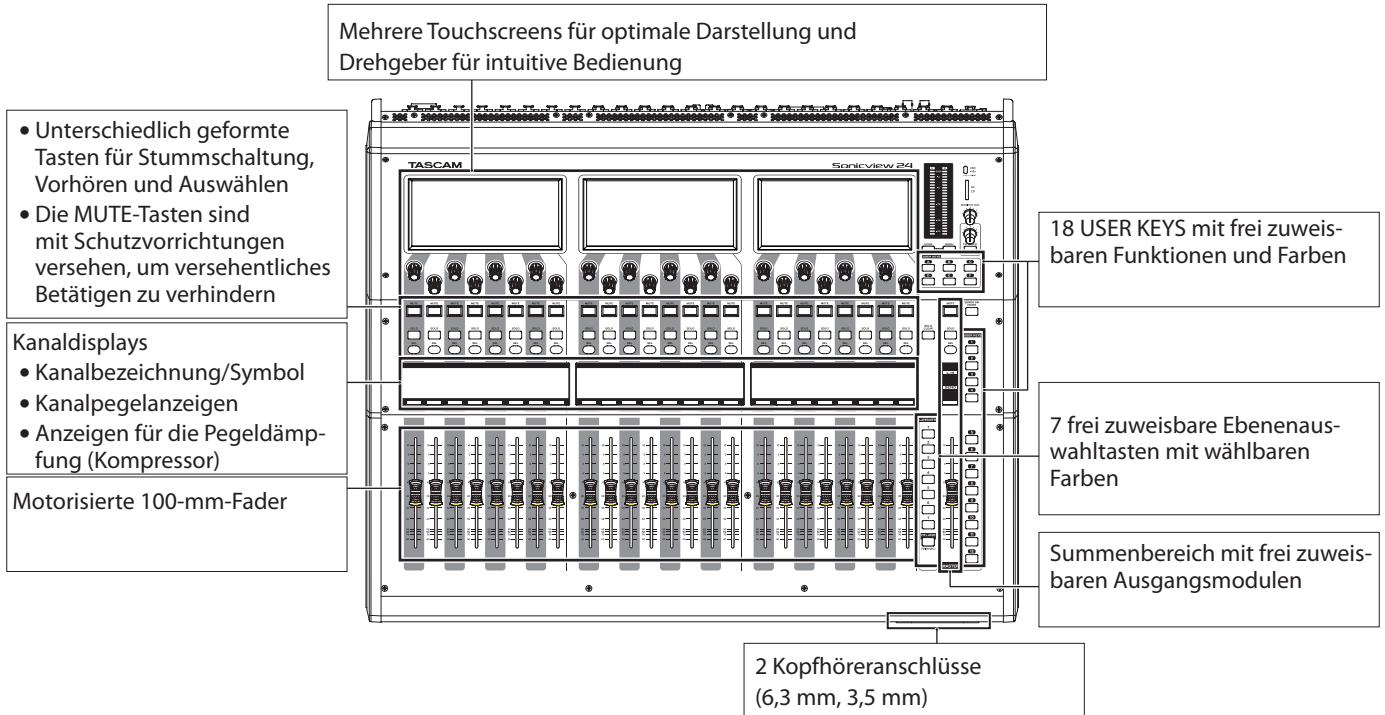 Mehrere Touchscreens für optimale Darstellung und
Drehgeber für intuitive Bedienung
• Unterschiedlich geformte
Tasten für Stummschaltung,
Vorhören und Auswählen
• Die MUTE-Tasten sind
mit Schutzvorrichtungen
versehen, um versehentliches
Betätigen zu verhindern
Kanaldisplays
• Kanalbezeichnung/Symbol
• Kanalpegelanzeigen
• Anzeigen für die Pegeldämp-
fung (Kompressor)
Motorisierte 100-mm-Fader
TASCAM
Sonicview 24
18 USER KEYS mit frei zuweis-
baren Funktionen und Farben
7 frei zuweisbare Ebenenaus-
wahltasten mit wählbaren
Farben
Summenbereich mit frei zuweis-
baren Ausgangsmodulen
2 Kopfhöreranschlüsse
(6,3 mm, 3,5 mm)